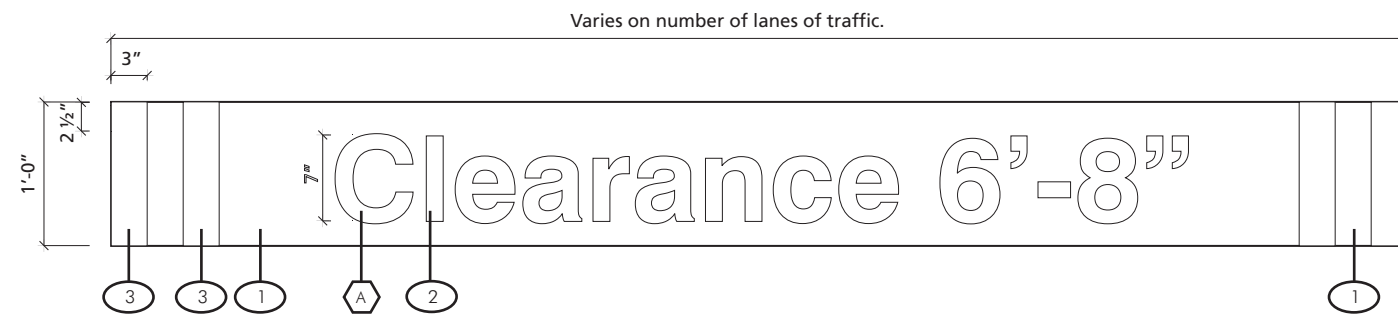 Varies on number of lanes of traffic.
3”
2 ½”
1’-0”
7”
Clearance 6’-8”
3 3 1 A 2 1